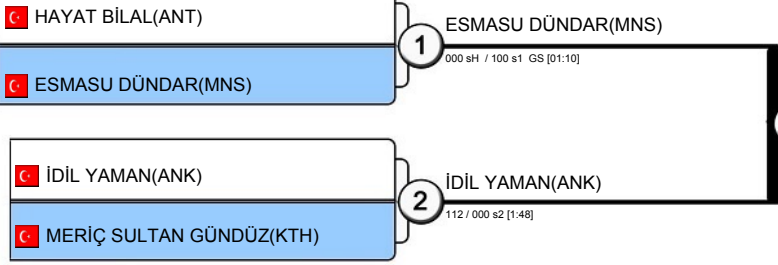 HAYAT BİLAL(ANT)
ESMASU DÜNDAR(MNS)
1
ESMASU DÜNDAR(MNS)
000 sH / 100 s1 GS [01:10]
İDİL YAMAN(ANK)
MERİÇ SULTAN GÜNDÜZ(KTH)
2
İDİL YAMAN(ANK)
112 / 000 s2 [1:48]